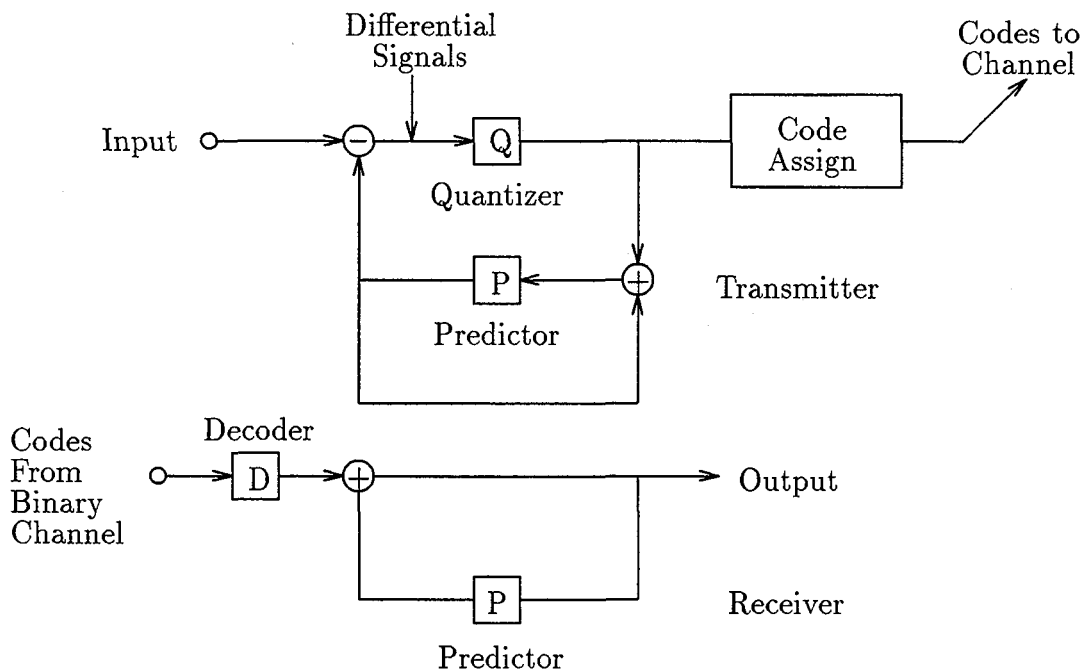 Differential
Signals
Codes to
Channel
Input
−
Q
Code
Assign
Quantizer
P
+
Transmitter
Predictor
Decoder
Codes
From
Binary
Channel
D
+
Output
P
Receiver
Predictor